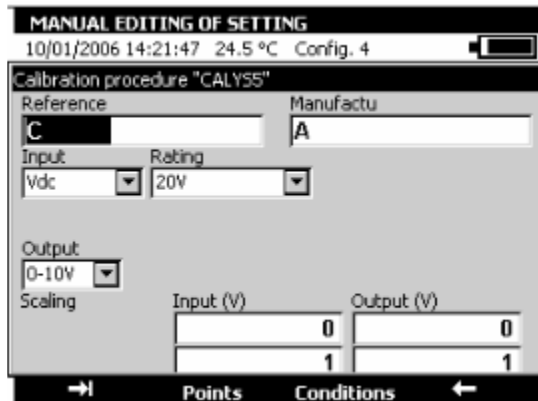 MANUAL EDITING OF SETTING
10/01/2006 14:21:47 24.5 °C Config. 4
Calibration procedure "CALYS5"
Reference Manufactu
C A
Input Rating
Vdc 20V
Output
0-10V
Scaling Input (V) Output (V)
0 0
1 1
Points Conditions